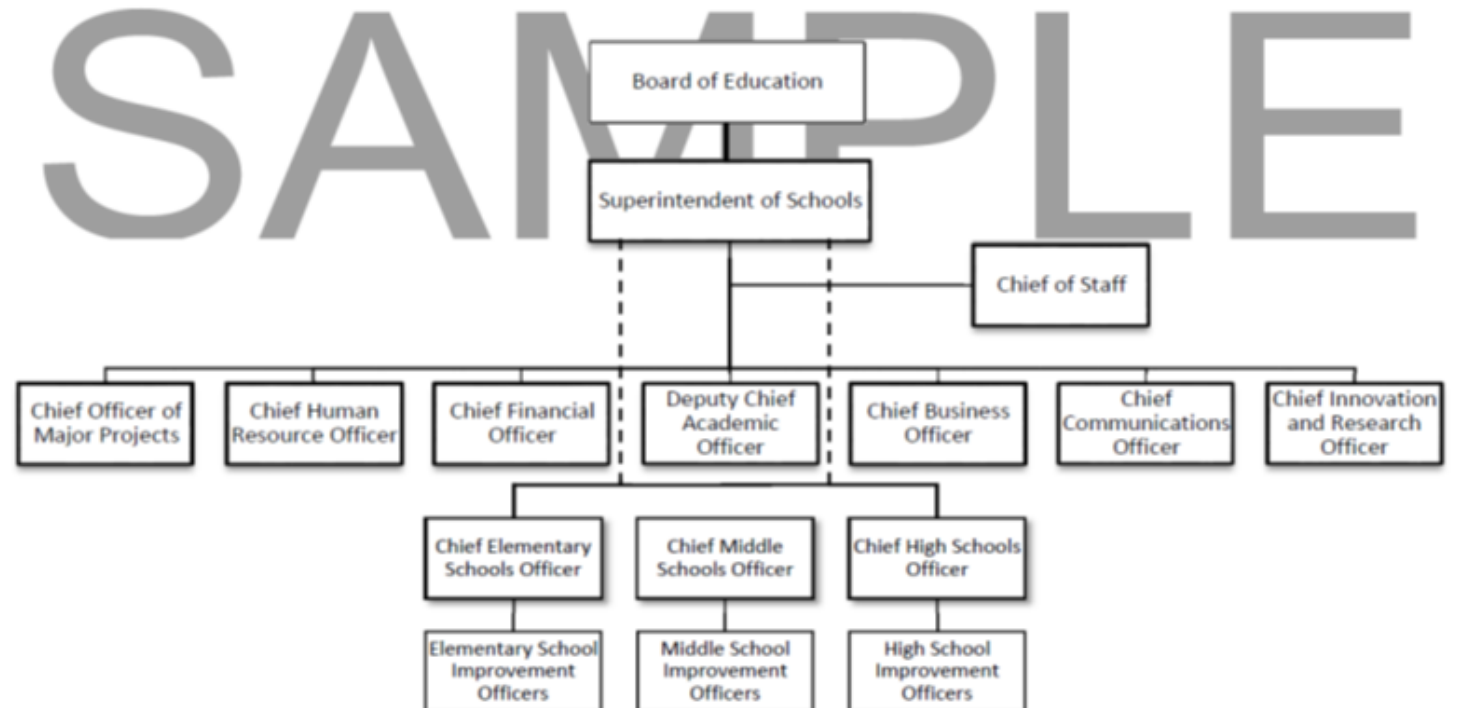 SAMPLE
Board of Education
Superintendent of Schools
Chief of Staff
Chief Officer of
Major Projects
Chief Human
Resource Officer
Chief Financial
Officer
Deputy Chief
Academic
Officer
Chief Business
Officer
Chief
Communications
Officer
Chief Innovation
and Research
Officer
Chief Elementary
Schools Officer
Chief Middle
Schools Officer
Chief High Schools
Officer
Elementary School
Improvement
Officers
Middle School
Improvement
Officers
High School
Improvement
Officers